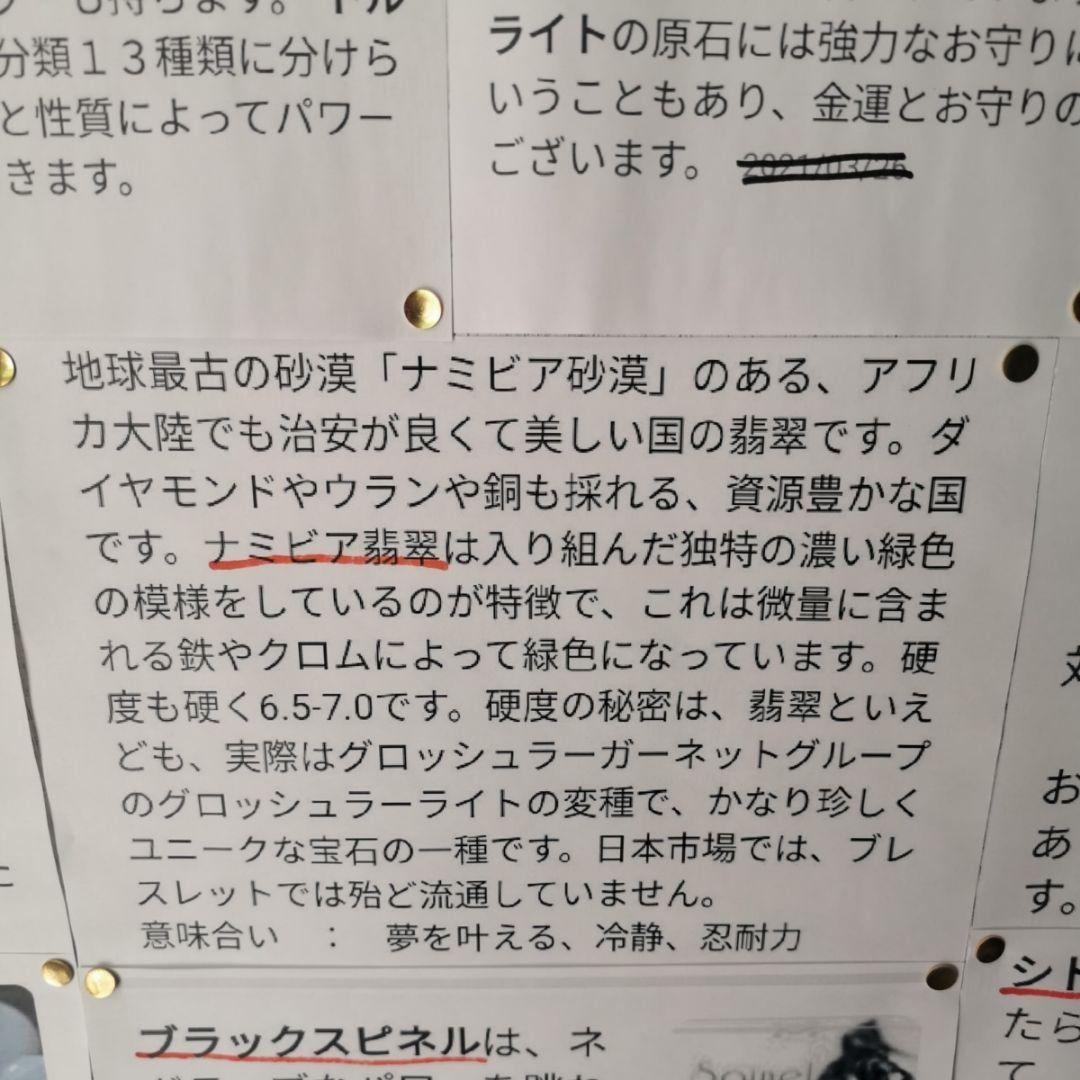 分類１３種類に分けら
と性質によってパワー
きます。
ライトの原石には強力なお守りに
いうこともあり、金運とお守りの
ございます。 2021/03/26
地球最古の砂漠「ナミビア砂漠」のある、アフリ
カ大陸でも治安が良くて美しい国の翡翠です。ダ
イヤモンドやウランや銅も採れる、資源豊かな国
です。ナミビア翡翠は入り組んだ独特の濃い緑色
の模様をしているのが特徴で、これは微量に含ま
れる鉄やクロムによって緑色になっています。硬
度も硬く6.5-7.0です。硬度の秘密は、翡翠といえ
ども、実際はグロッシュラーガーネットグループ
のグロッシュラーライトの変種で、かなり珍しく
ユニークな宝石の一種です。日本市場では、ブレ
スレットでは殆ど流通していません。
意味合い　：　夢を叶える、冷静、忍耐力
お
あ
す。
ブラックスピネルは、ネ
シト
たら
て